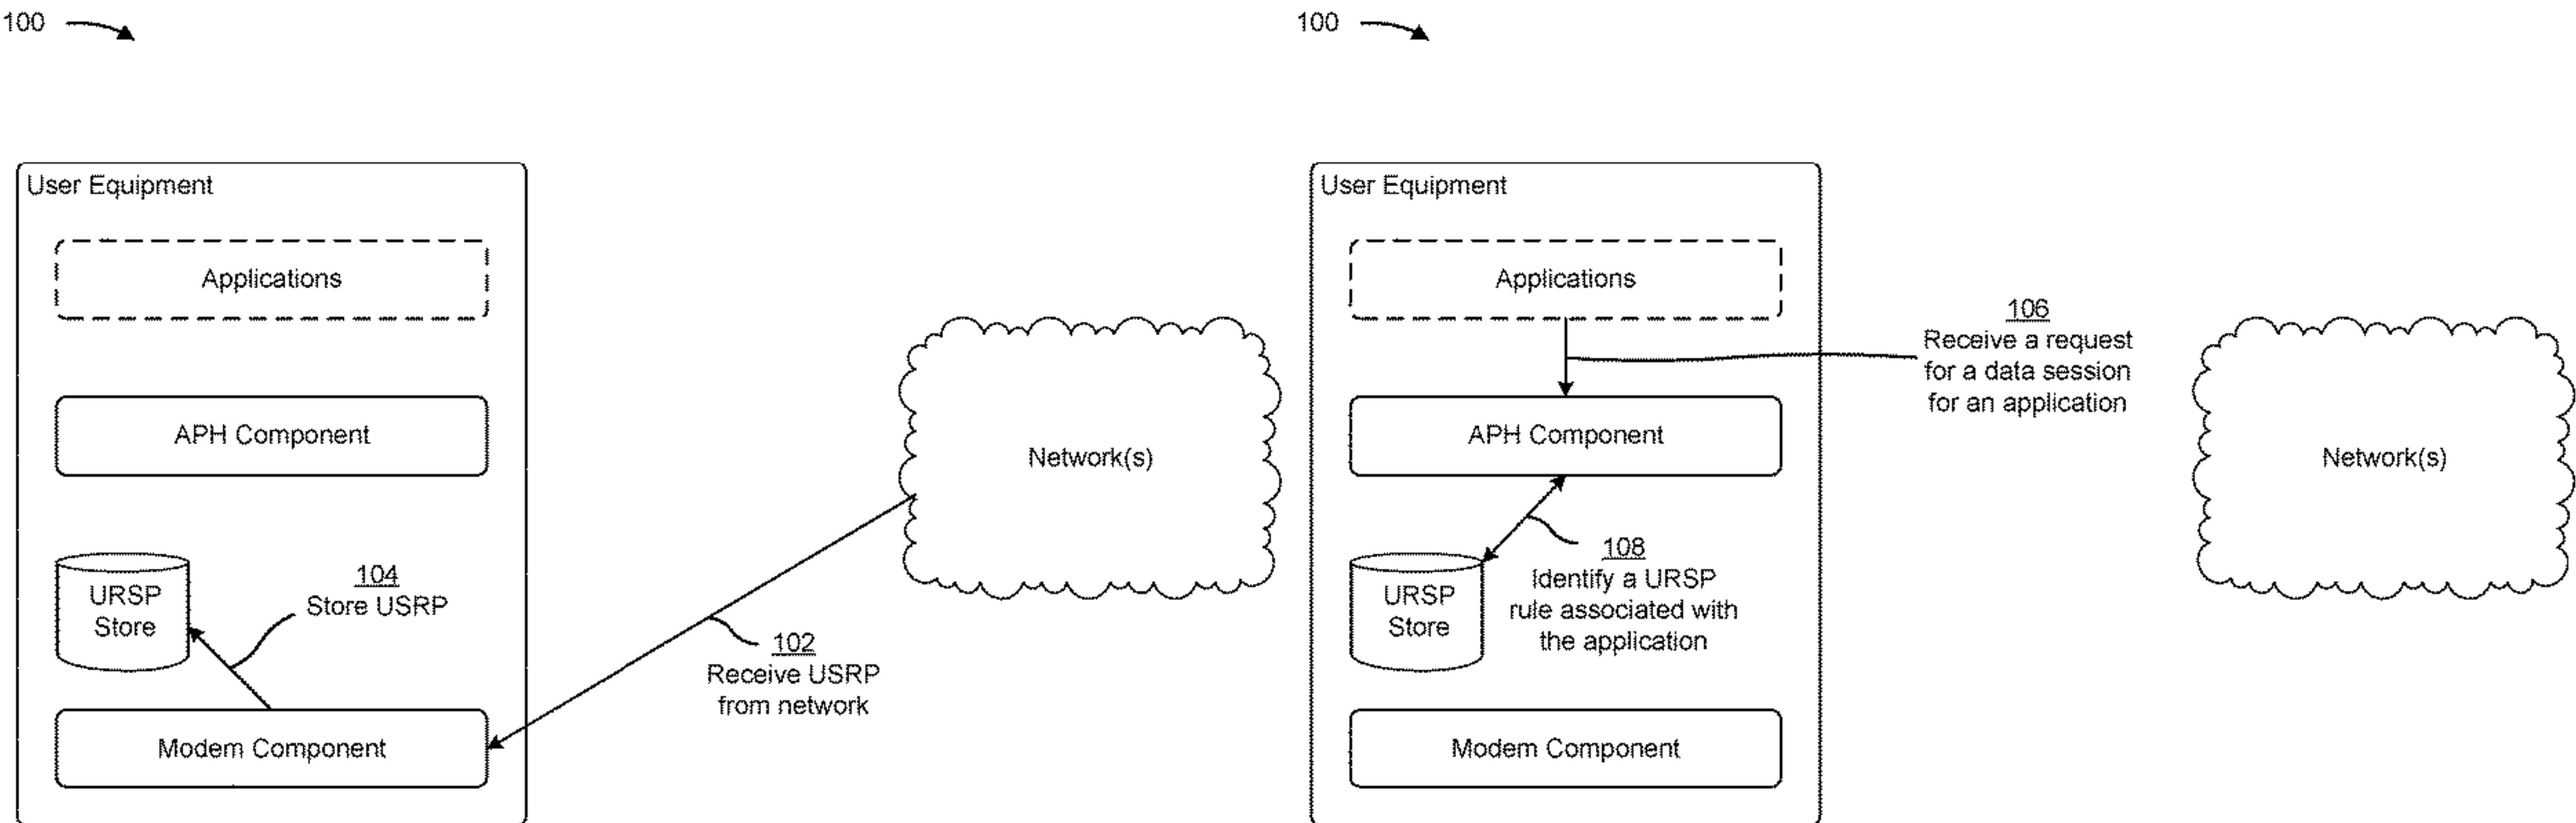 100
User Equipment
Applications
APH Component
URSP
Store
104
Store USRP
Modem Component
102
Receive USRP
from network
Network(s)
100
User Equipment
Applications
106
Receive a request
for a data session
for an application
APH Component
108
Identify a URSP
rule associated with
the application
URSP
Store
Modem Component
Network(s)